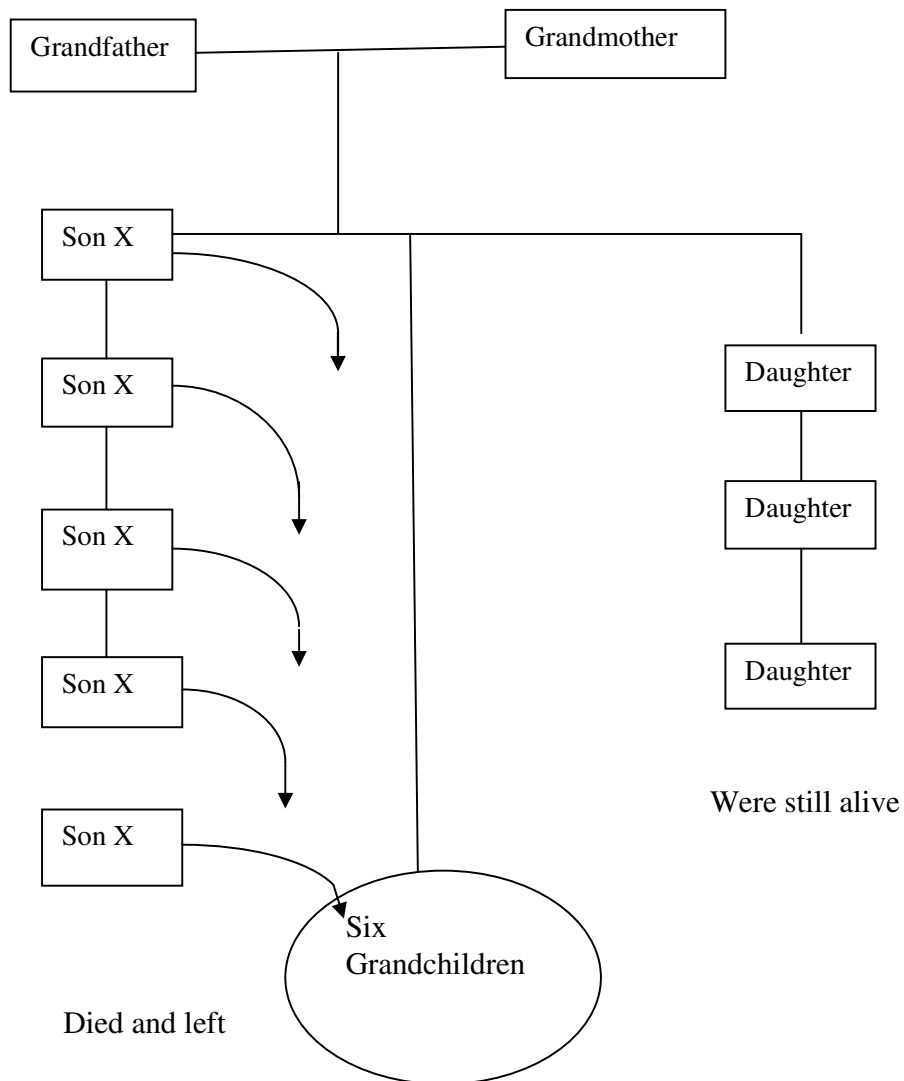 Grandfather
Grandmother
Son X
Son X
Daughter
Son X
Daughter
Son X
Daughter
Were still alive
Son X
Six
Grandchildren
Died and left